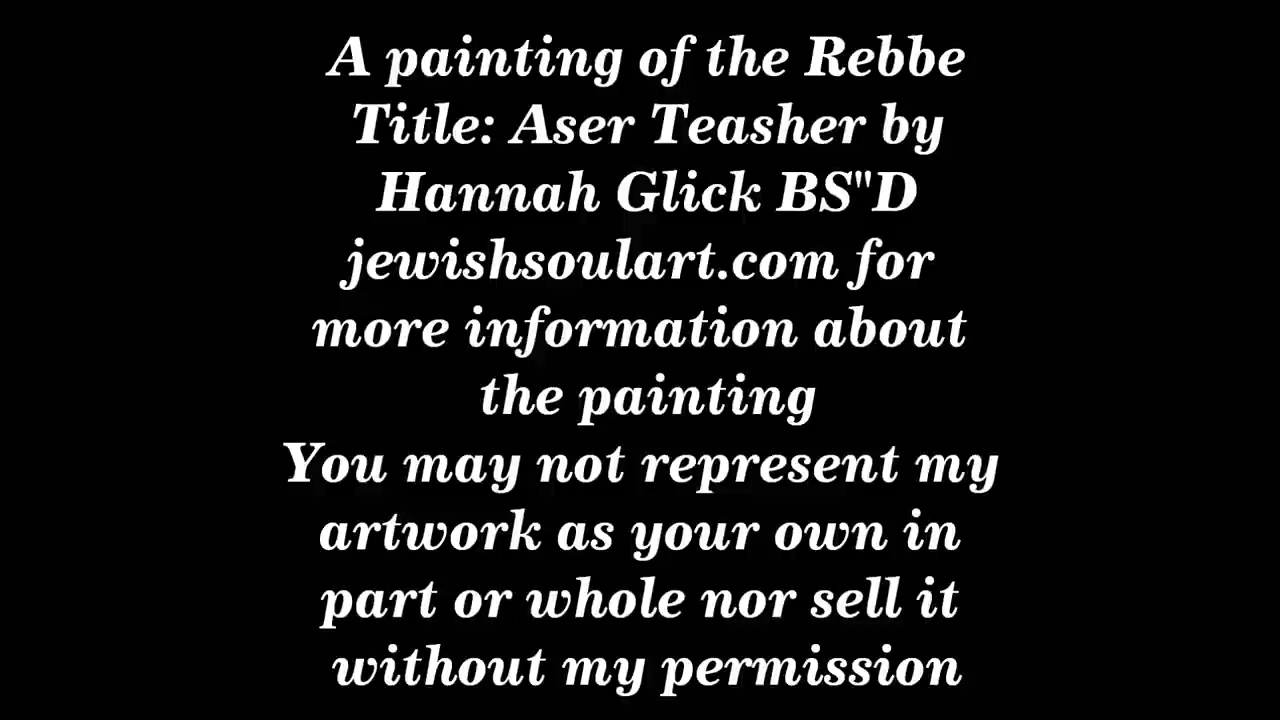 A painting of the Rebbe
Title: Aser Teasher by
Hannah Glick BS"D
jewishsoulart.com for
more information about
the painting
You may not represent my
artwork as your own in
part or whole nor sell it
without my permission